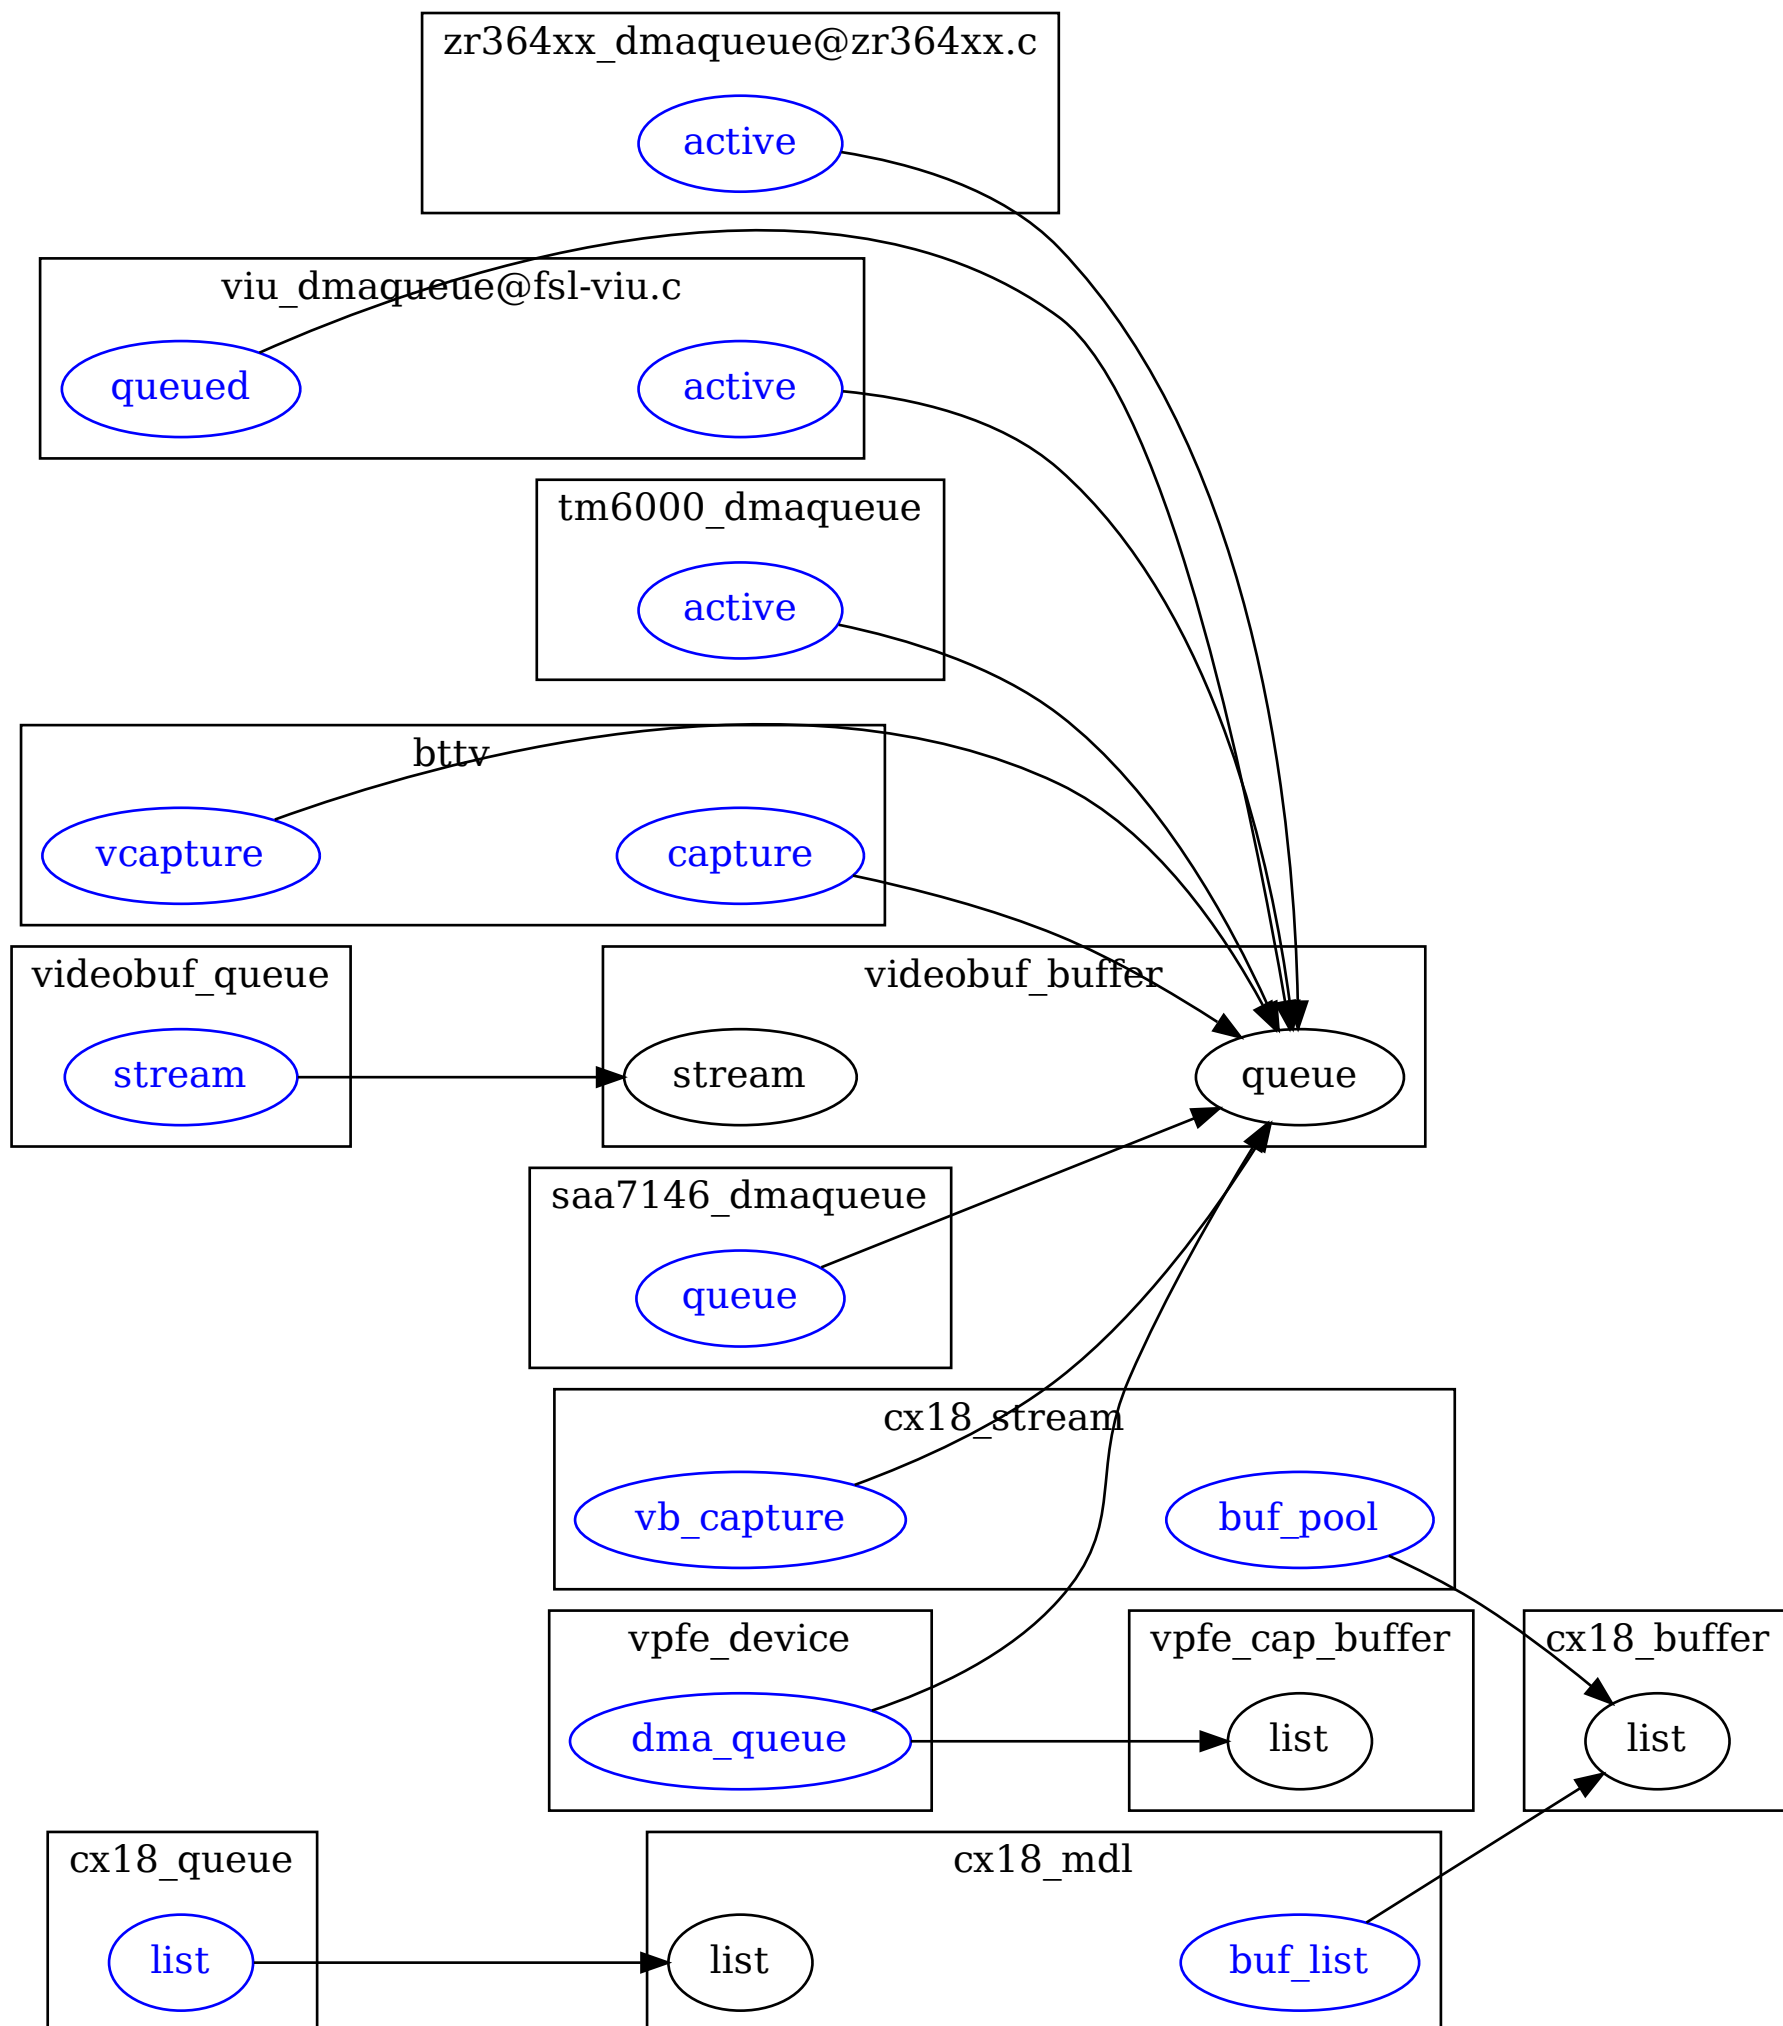 zr364xx_dmaqueue@zr364xx.c
active
viu_dmaqueue@fsl-viu.c
queued
active
tm6000_dmaqueue
active
bttv
vcapture
capture
videobuf_queue
stream
videobuf_buffer
stream
queue
saa7146_dmaqueue
queue
cx18_stream
vb_capture
buf_pool
vpfe_device
dma_queue
vpfe_cap_buffer
list
cx18_buffer
list
cx18_queue
list
cx18_mdl
list
buf_list